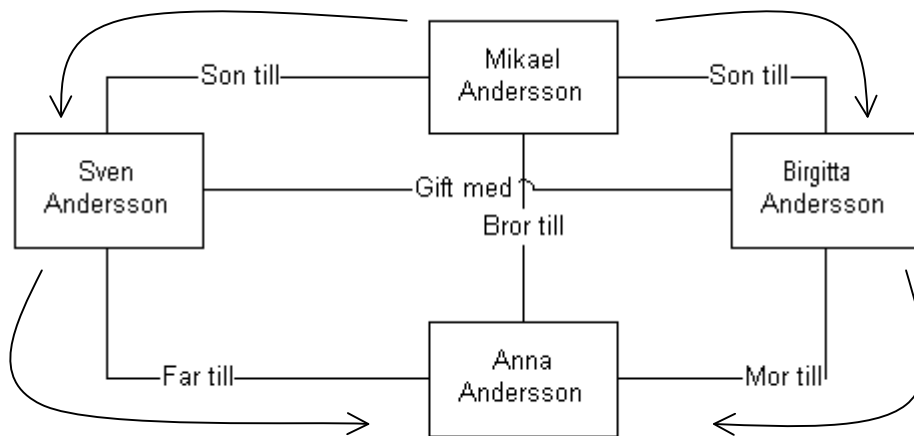 Mikael
Andersson
Son till
Son till
Sven
Andersson
Gift med
Birgitta
Andersson
Bror till
Anna
Andersson
Far till
Mor till